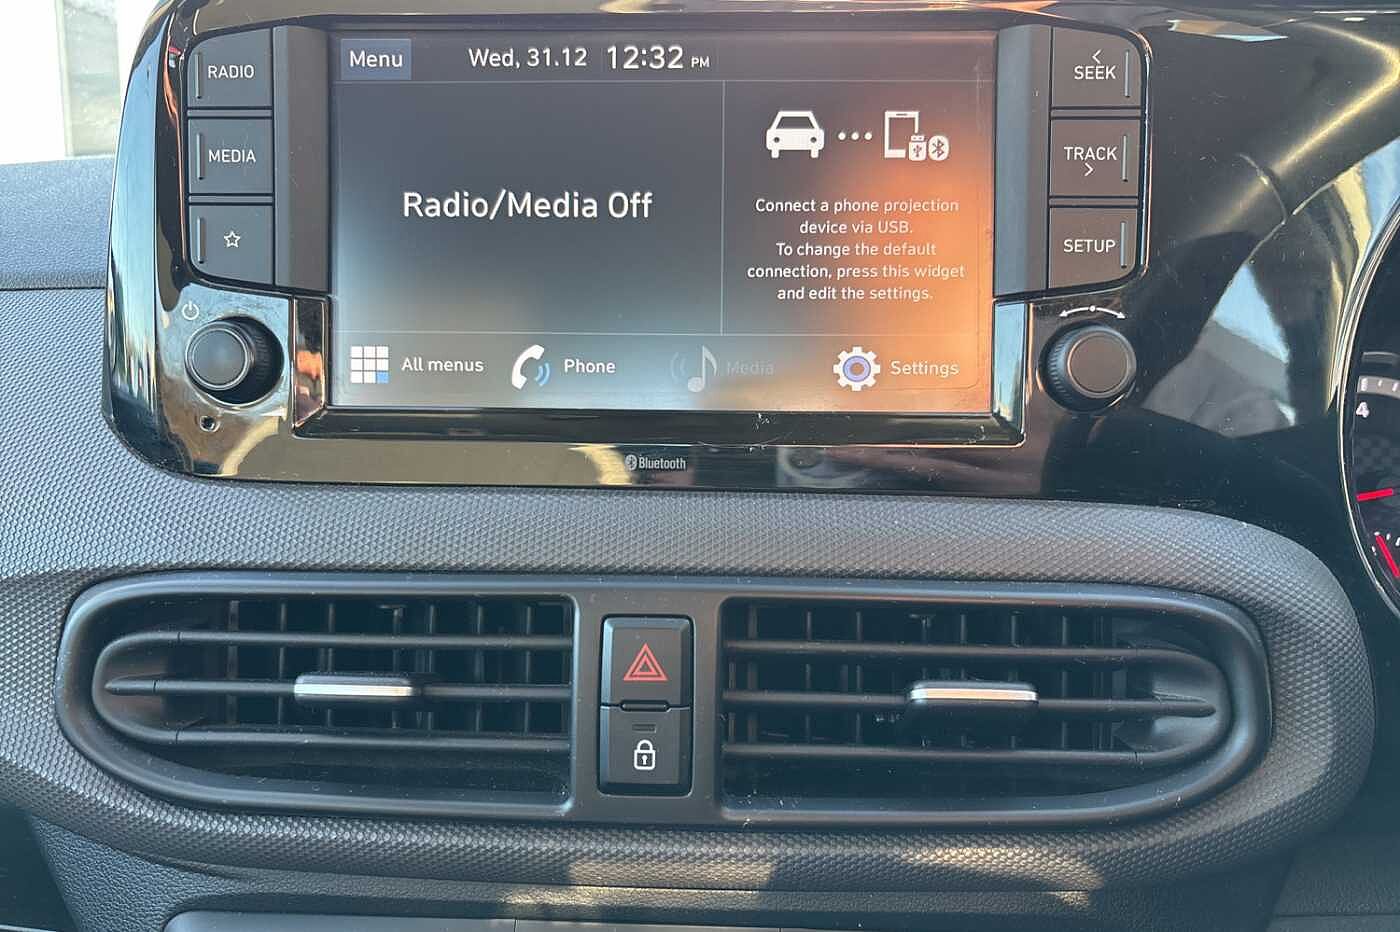 RADIO
MEDIA
Menu
Wed, 31.12 12:32 PM
Radio/Media Off
Connect a phone projection
device via USB.
To change the default
connection, press this widget
and edit the settings.
All menus
Phone
Media
Settings
SEEK
TRACK
SETUP
Bluetooth
4